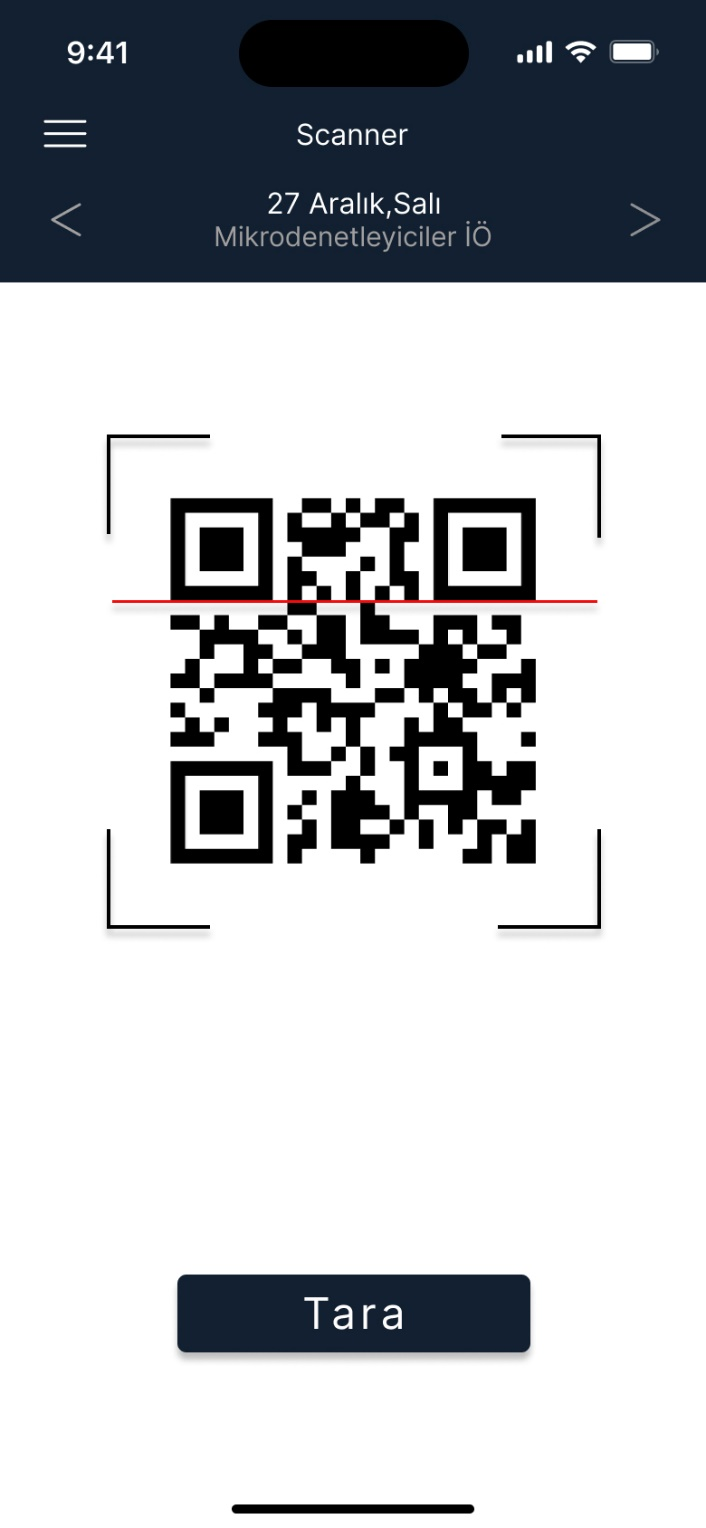 9:41
Scanner
27 Aralık,Salı
Mikrodenetleyiciler İÖ
Tara